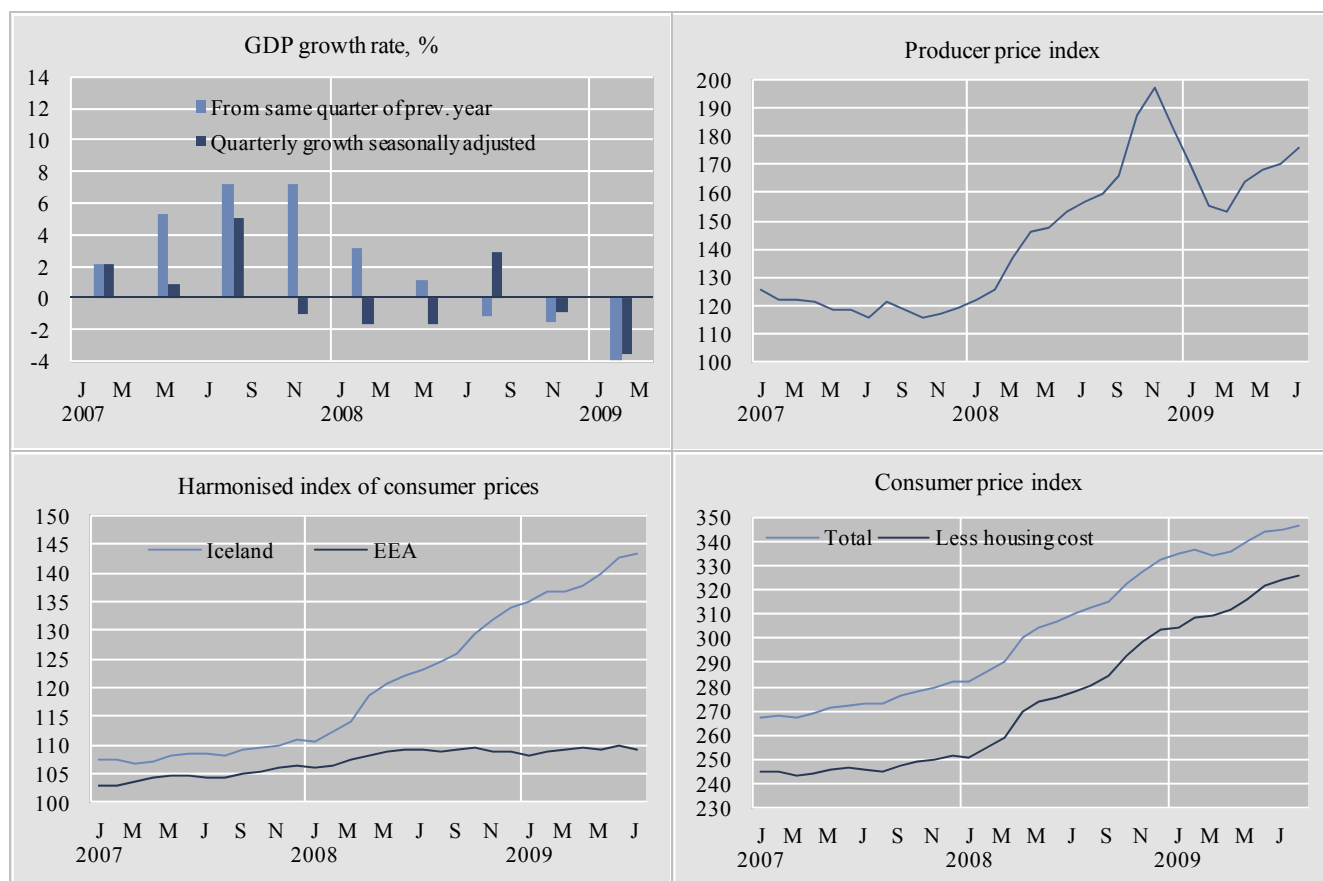 GDP growth rate, %
14
12
10
8
6
4
2
0
-2
-4
From same quarter of prev. year
Quarterly growth seasonally adjusted
J M M J S N J M M J S N J M
2007 2008 2009
Producer price index
200
190
180
170
160
150
140
130
120
110
100
J M M J S N J M M J S N J M M J
2007 2008 2009
Harmonised index of consumer prices
150
145
140
135
130
125
120
115
110
105
100
Iceland EEA
J M M J S N J M M J S N J M M J
2007 2008 2009
Consumer price index
350
340
330
320
310
300
290
280
270
260
250
240
230
Total Less housing cost
J M M J S N J M M J S N J M M J
2007 2008 2009